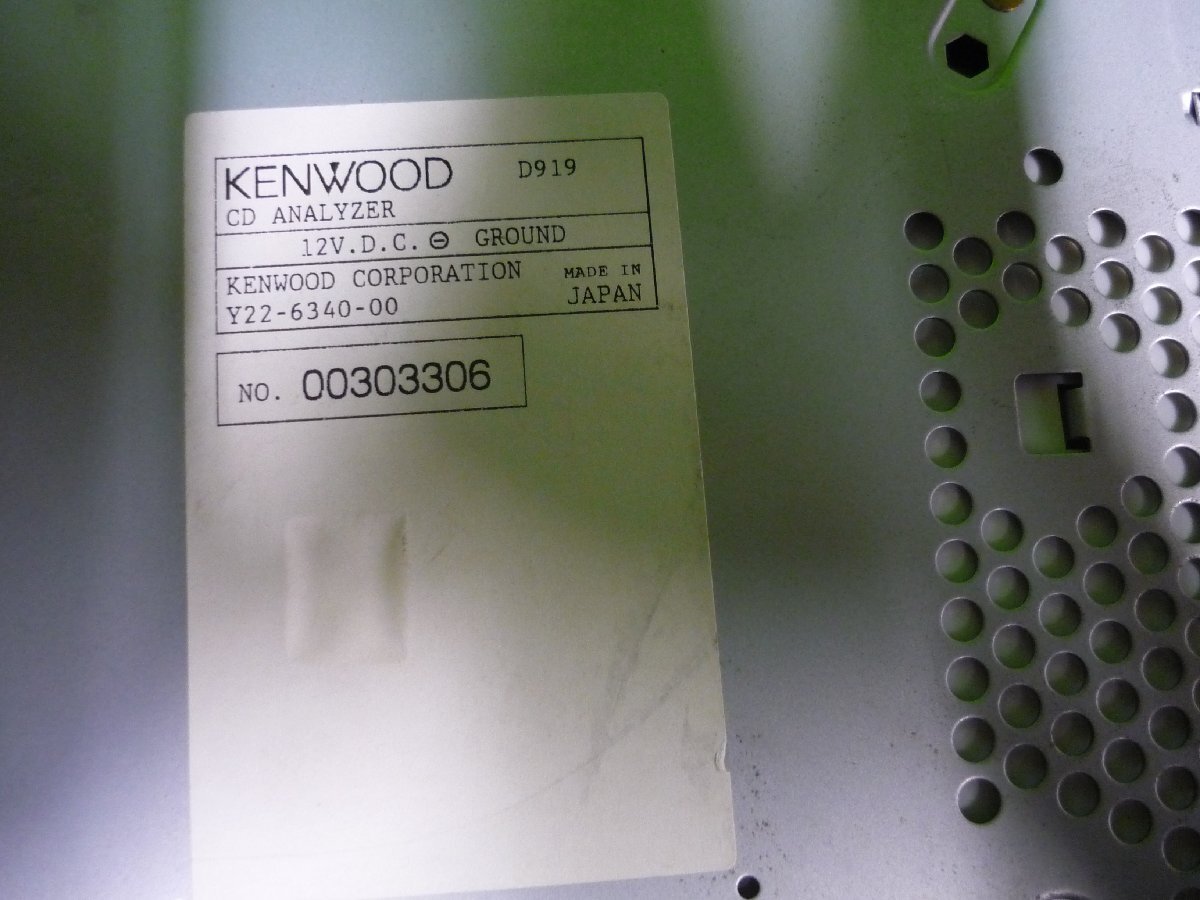 KENWOOD D919
CD ANALYZER
12V.D.C. ⊖ GROUND
KENWOOD CORPORATION MADE IN
Y22-6340-00 JAPAN
NO. 00303306